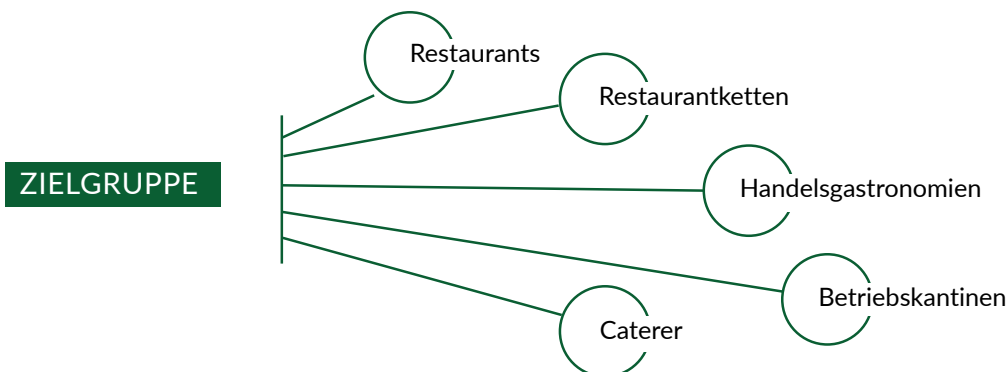 ZIELGRUPPE
Restaurants
Restaurantketten
Handelsgastronomien
Betriebskantinen
Caterer